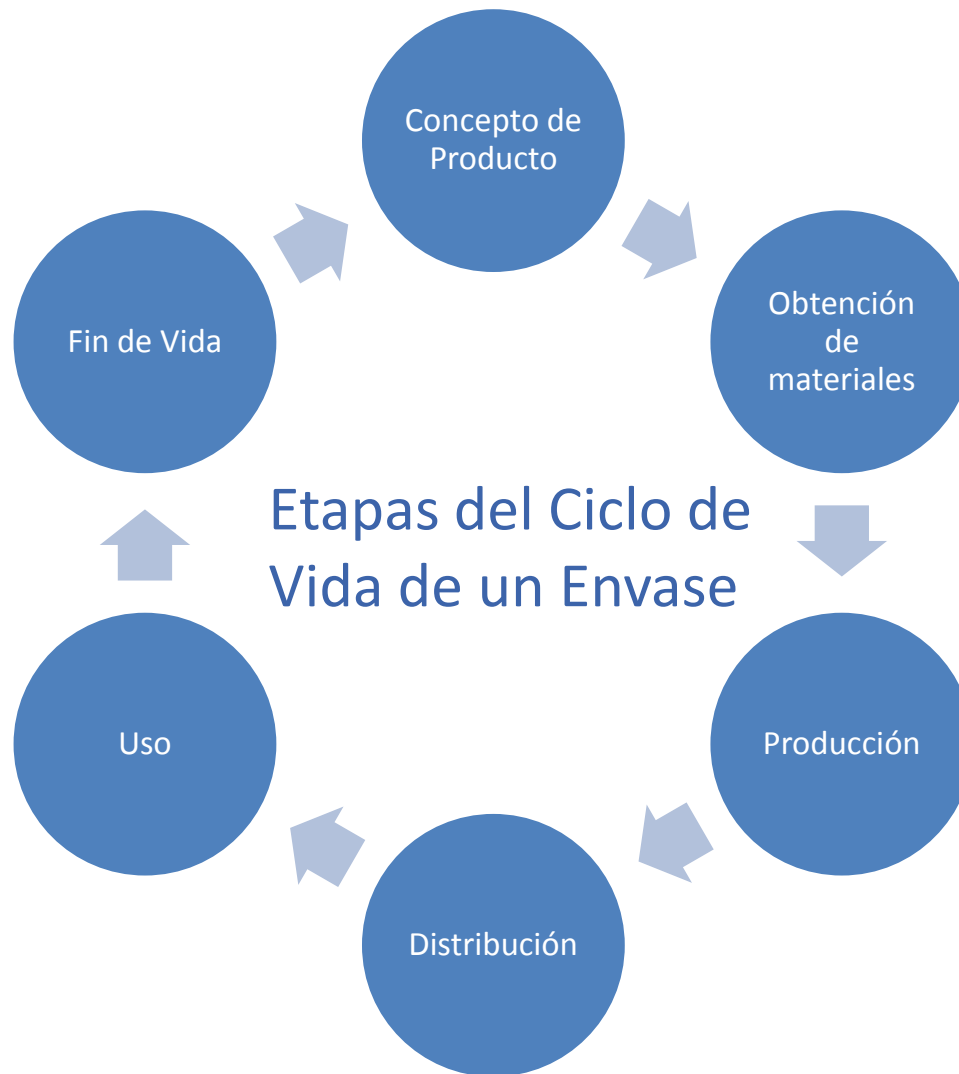 Concepto de
Producto
Obtención
de
materiales
Fin de Vida
Etapas del Ciclo de
Vida de un Envase
Uso
Producción
Distribución